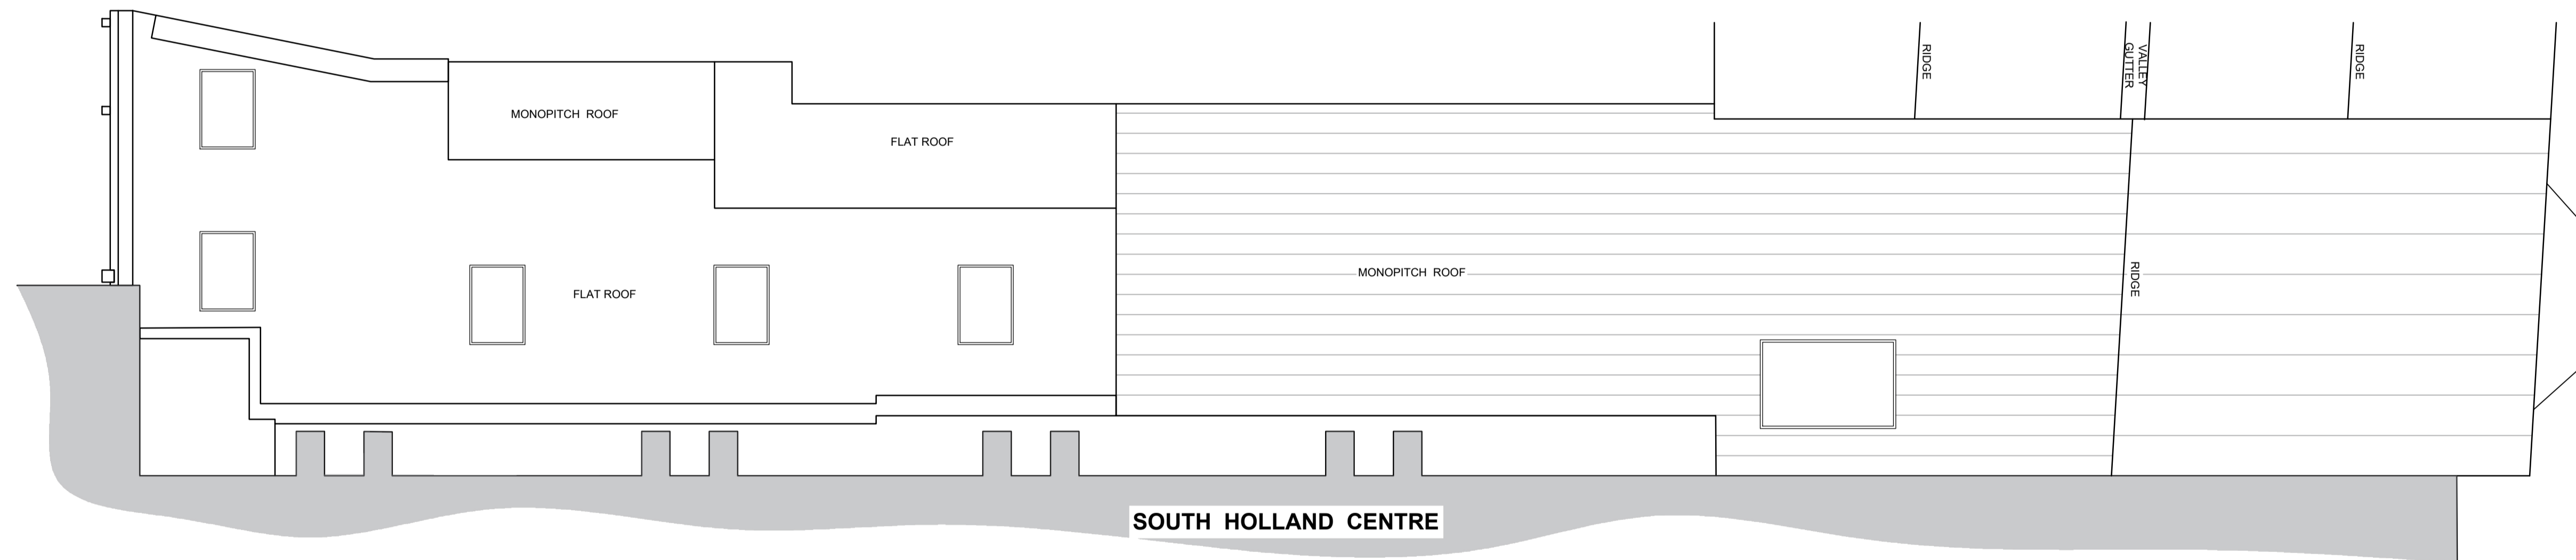 RIDGE
VALLEY
GUTTER
RIDGE
MONOPITCH ROOF
FLAT ROOF
MONOPITCH ROOF
RIDGE
FLAT ROOF
SOUTH HOLLAND CENTRE